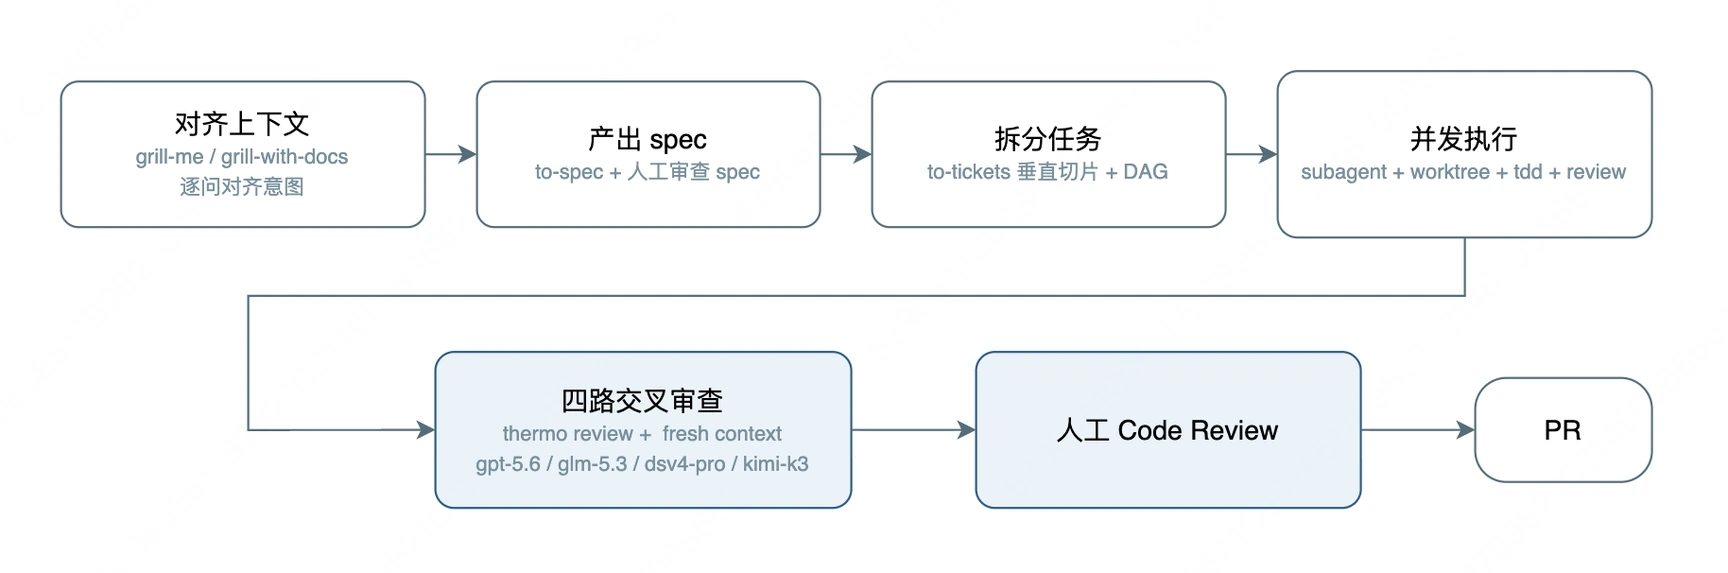 对齐上下文
grill-me / grill-with-docs
逐问对齐意图
产出 spec
to-spec + 人工审查 spec
拆分任务
to-tickets 垂直切片 + DAG
并发执行
subagent + worktree + tdd + review
四路交叉审查
thermo review + fresh context
gpt-5.6 / glm-5.3 / dsv4-pro / kimi-k3
人工 Code Review
PR